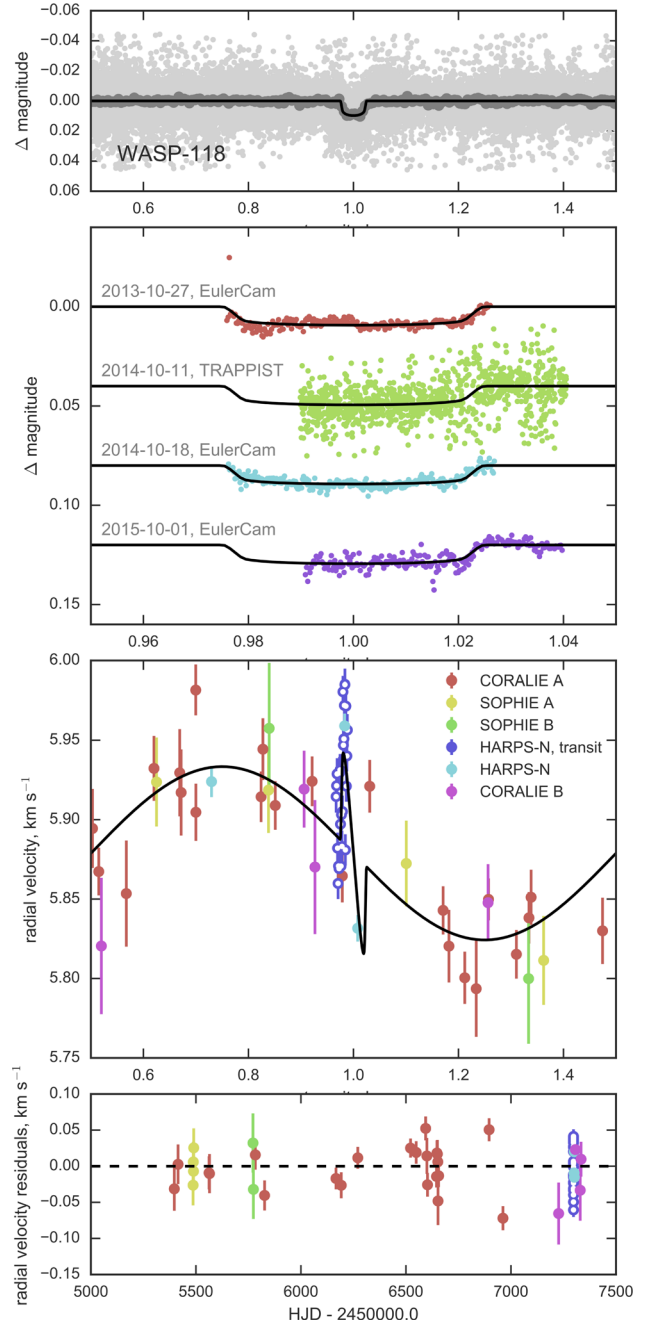 −0.06
−0.04
−0.02
0.00
0.02
0.04
0.06
Δ magnitude
WASP-118
0.6 0.8 1.0 1.2 1.4
Δ magnitude
0.00
0.05
0.10
0.15
2013-10-27, EulerCam
2014-10-11, TRAPPIST
2014-10-18, EulerCam
2015-10-01, EulerCam
0.96 0.98 1.00 1.02 1.04
radial velocity, km s−1
6.00
5.95
5.90
5.85
5.80
5.75
CORALIE A
SOPHIE A
SOPHIE B
HARPS-N, transit
HARPS-N
CORALIE B
0.6 0.8 1.0 1.2 1.4
radial velocity residuals, km s−1
0.10
0.05
0.00
−0.05
−0.10
−0.15
5000 5500 6000 6500 7000 7500
HJD - 2450000.0